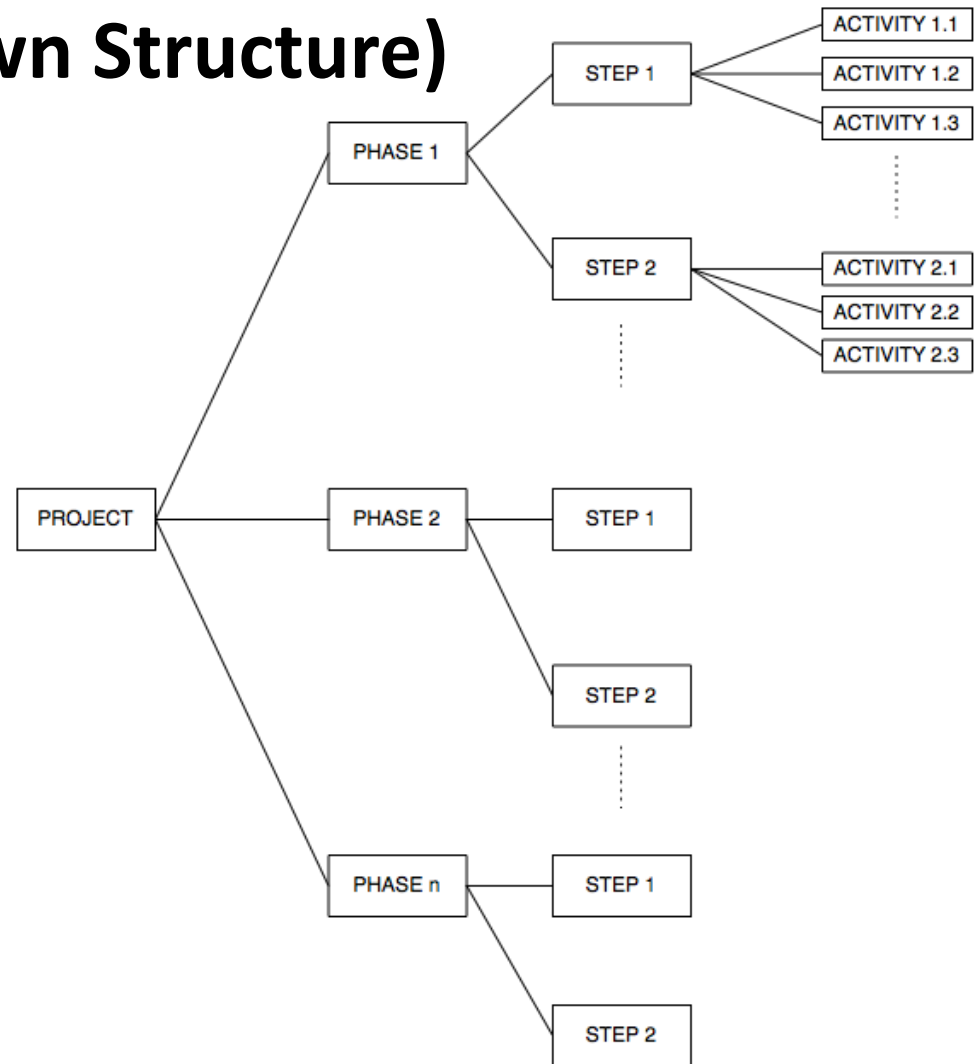 wn Structure)
PROJECT
PHASE 1
STEP 1
ACTIVITY 1.1
ACTIVITY 1.2
ACTIVITY 1.3
STEP 2
ACTIVITY 2.1
ACTIVITY 2.2
ACTIVITY 2.3
PHASE 2
STEP 1
STEP 2
PHASE n
STEP 1
STEP 2